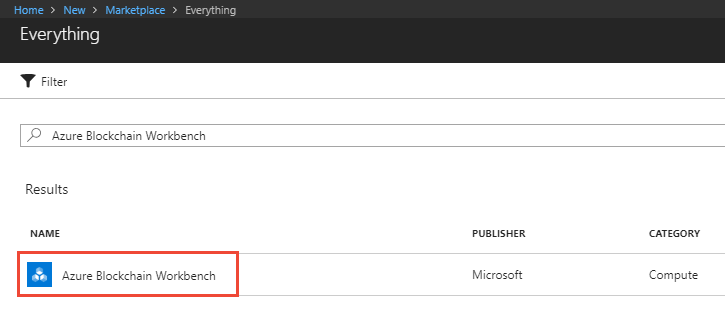 Home > New > Marketplace > Everything
Everything
Filter
Azure Blockchain Workbench
Results
NAME PUBLISHER CATEGORY
Azure Blockchain Workbench Microsoft Compute